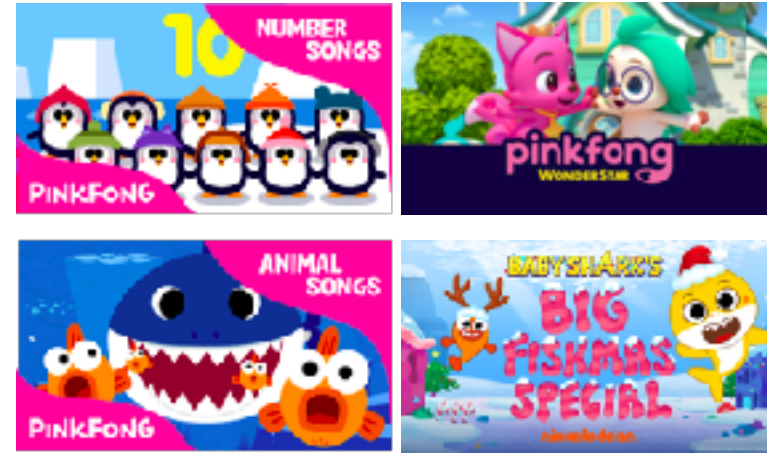 10
NUMBER
SONGS
PINKFONG
pinkfong
WONDERSTAR
ANIMAL
SONGS
PINKFONG
BABY SHARK'S
BIG
FISHMAS
SPECIAL
nickelodeon